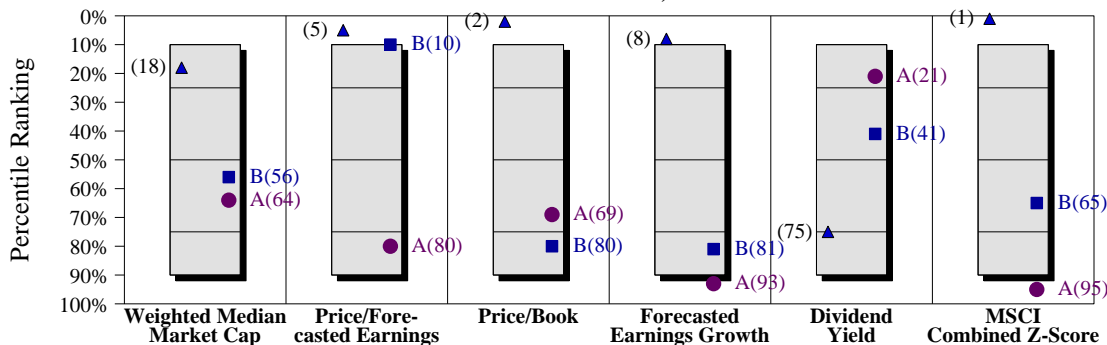 Percentile Ranking
0%
10%
20%
30%
40%
50%
60%
70%
80%
90%
100%
(18)
B(56)
A(64)
(5)
B(10)
A(80)
(2)
A(69)
B(80)
(8)
B(81)
A(93)
(75)
A(21)
B(41)
(1)
B(65)
A(95)
Weighted Median
Market Cap
Price/Fore-
casted Earnings
Price/Book
Forecasted
Earnings Growth
Dividend
Yield
MSCI
Combined Z-Score